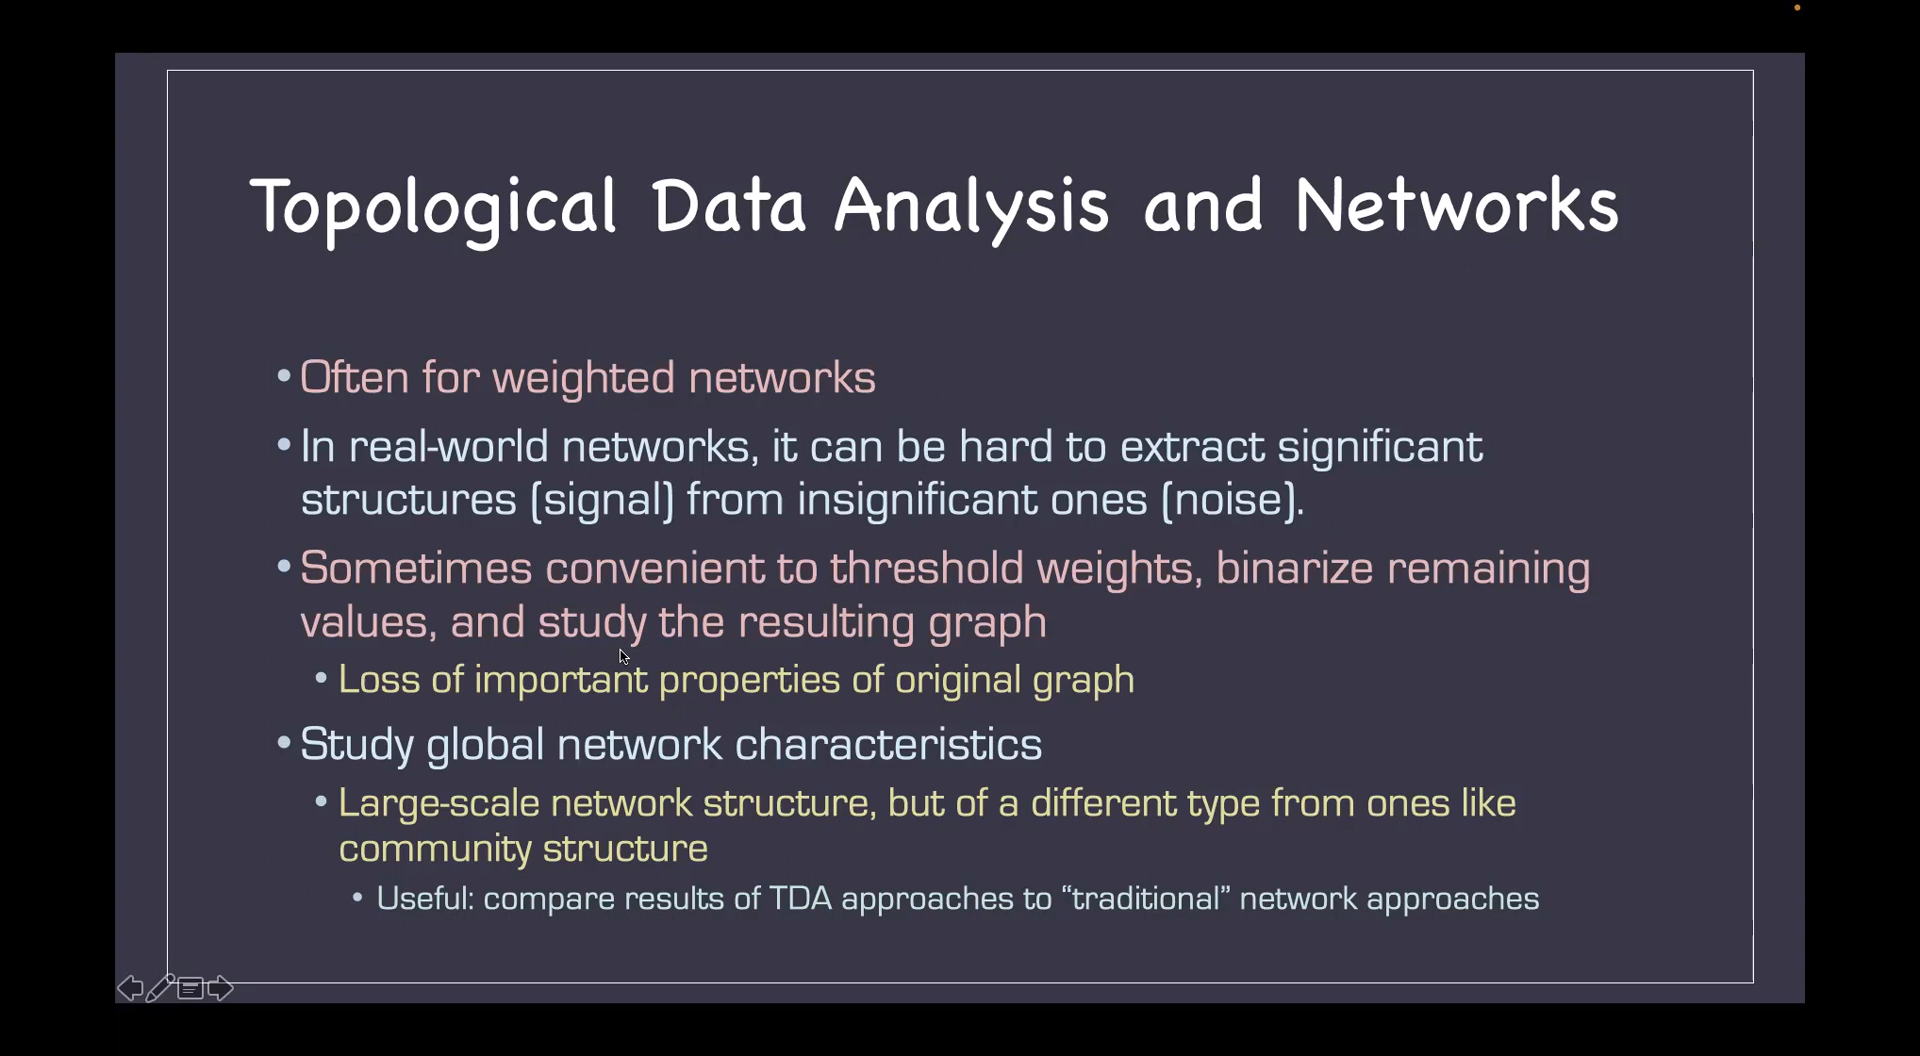 Topological Data Analysis and Networks
• Often for weighted networks
• In real-world networks, it can be hard to extract significant
structures (signal) from insignificant ones (noise).
• Sometimes convenient to threshold weights, binarize remaining
values, and study the resulting graph
• Loss of important properties of original graph
• Study global network characteristics
• Large-scale network structure, but of a different type from ones like
community structure
• Useful: compare results of TDA approaches to “traditional” network approaches